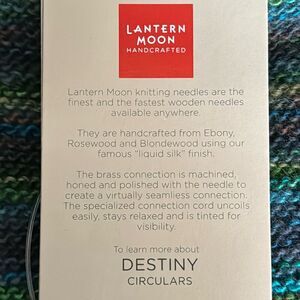 LANTERN
MOON
HANDCRAFTED
Lantern Moon knitting needles are the
finest and the fastest wooden needles
available anywhere.
They are handcrafted from Ebony,
Rosewood and Blondewood using our
famous "liquid silk" finish.
The brass connection is machined,
honed and polished with the needle to
create a virtually seamless connection.
The specialized connection cord uncoils
easily, stays relaxed and is tinted for
visibility.
To learn more about
DESTINY
CIRCULARS